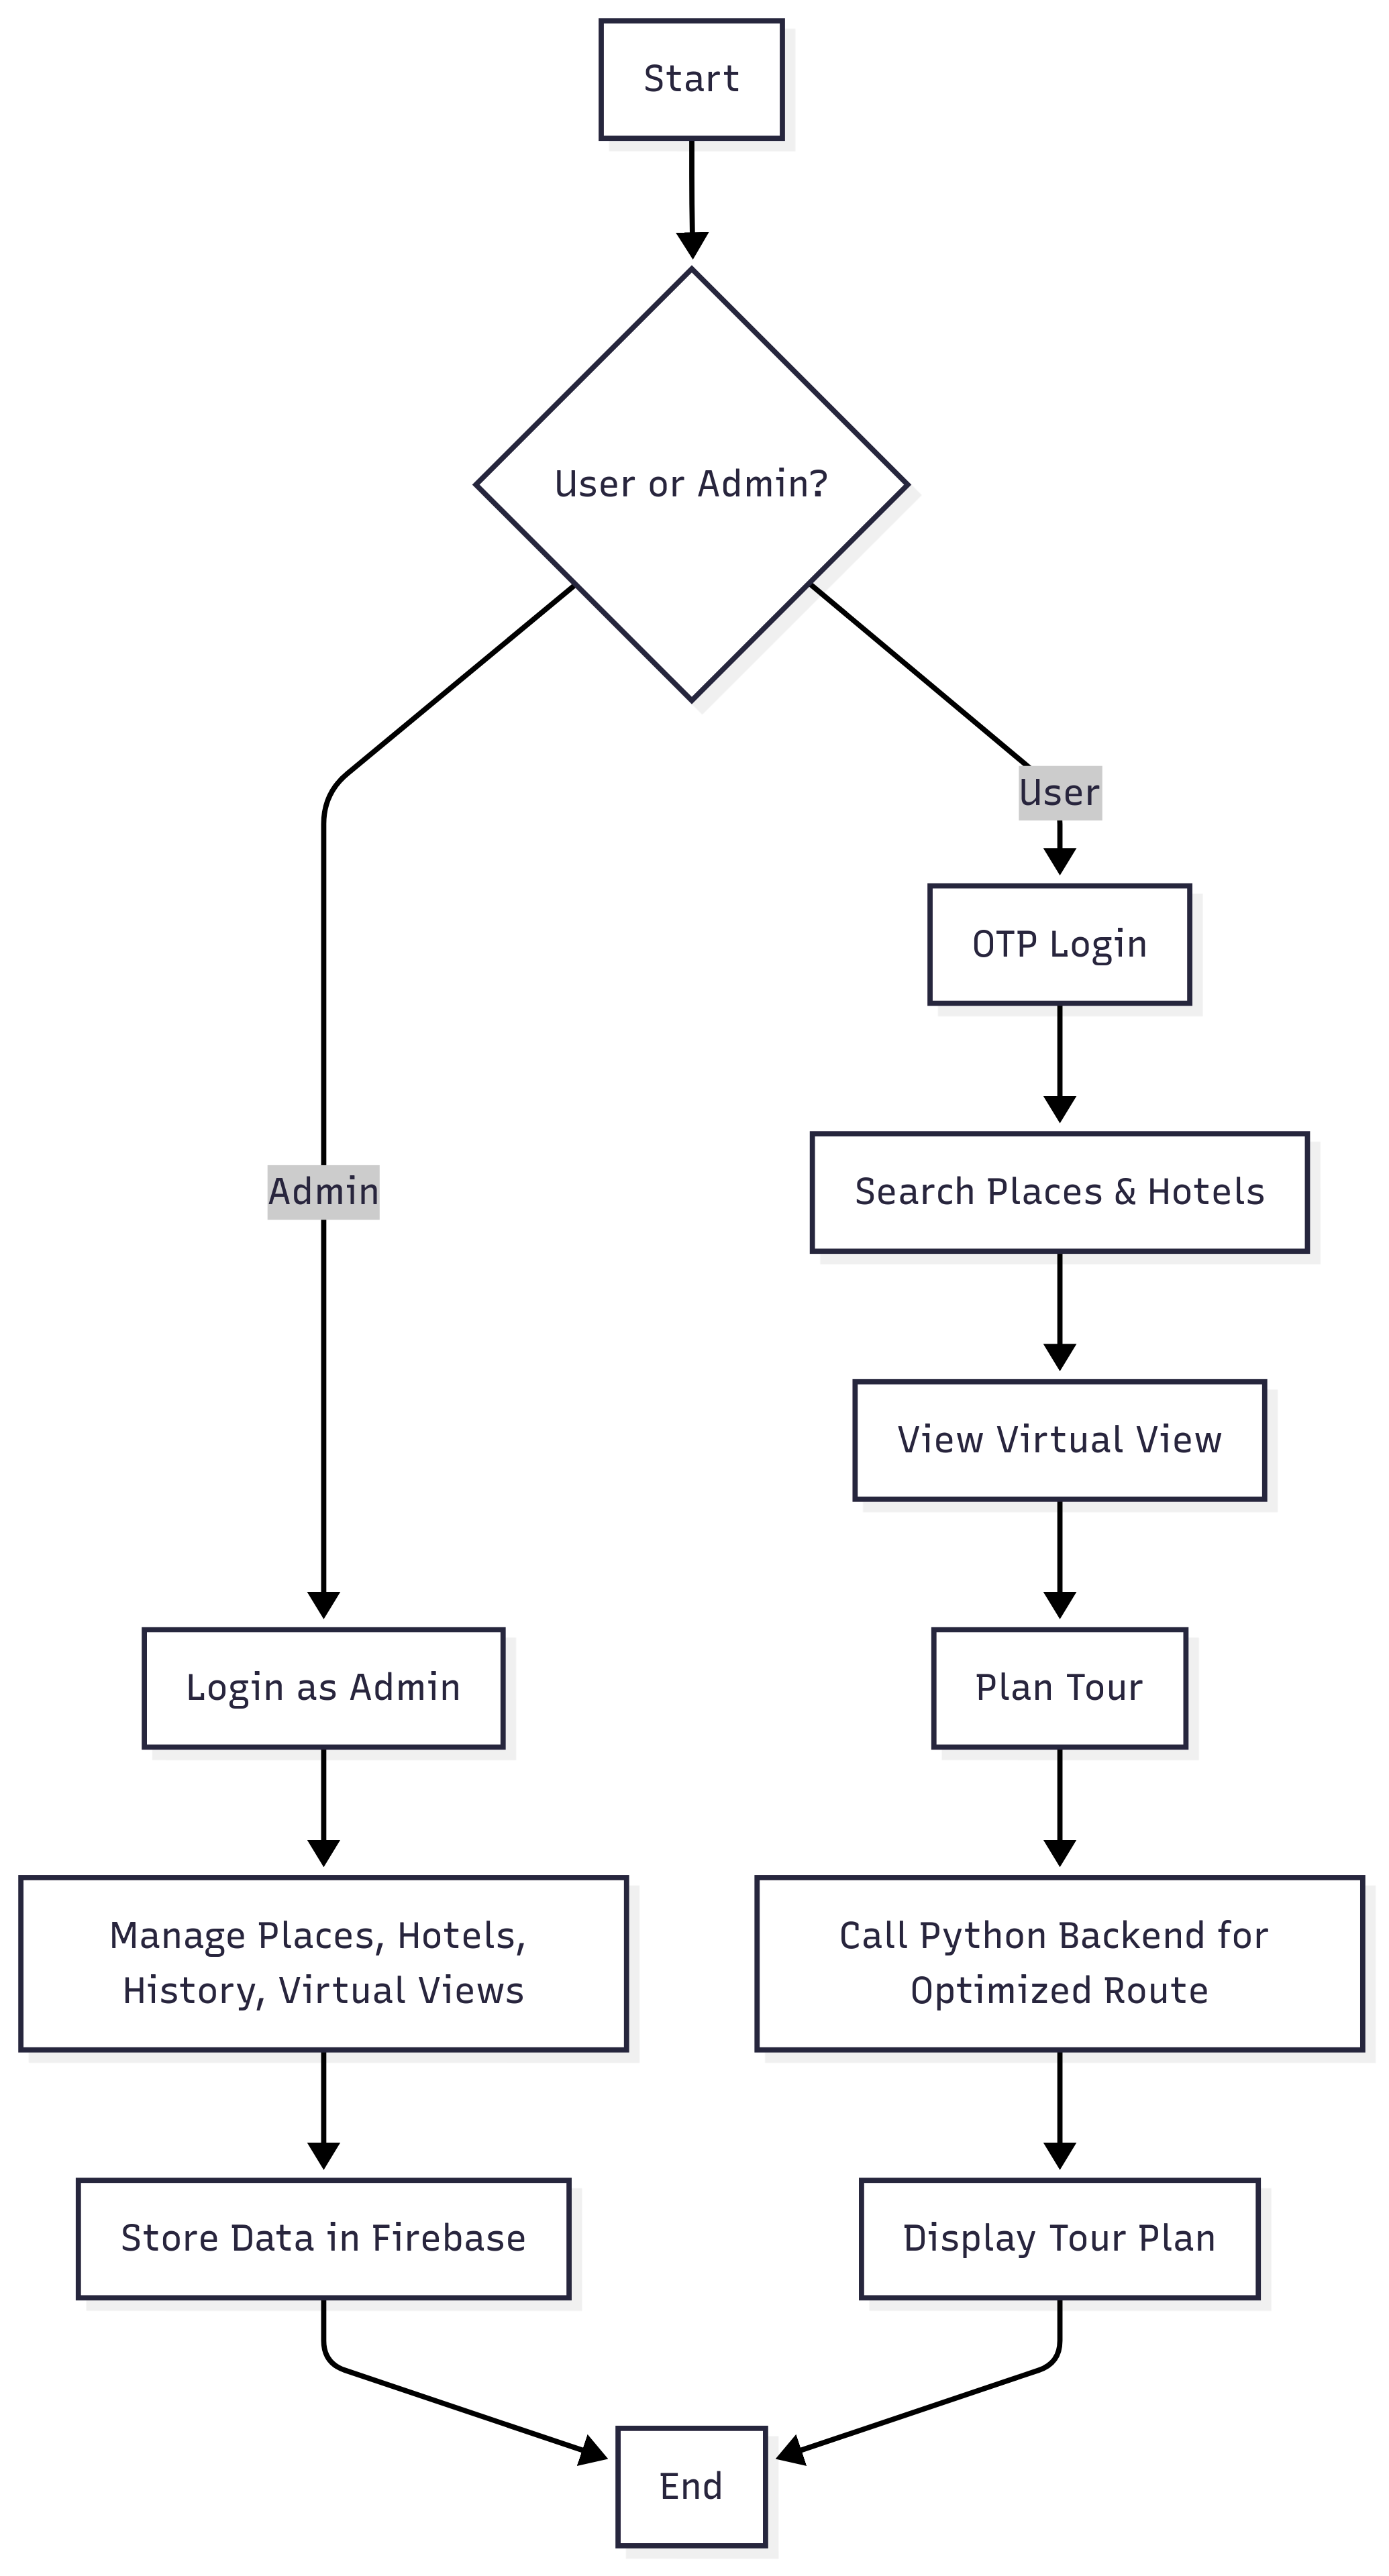 Start
User or Admin?
User
OTP Login
Search Places & Hotels
Admin
View Virtual View
Login as Admin
Plan Tour
Manage Places, Hotels,
History, Virtual Views
Call Python Backend for
Optimized Route
Store Data in Firebase
Display Tour Plan
End